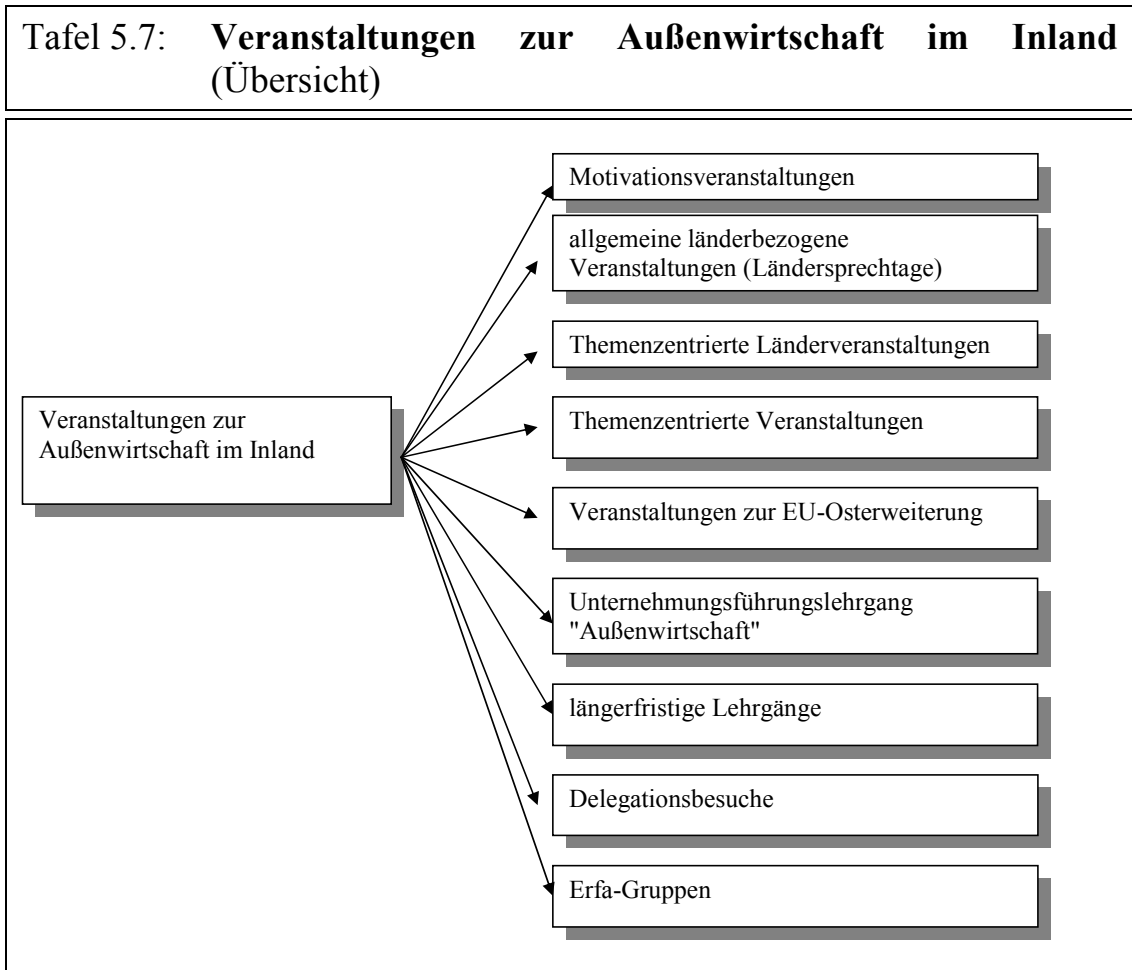 Tafel 5.7: Veranstaltungen zur Außenwirtschaft im Inland
(Übersicht)
Motivationsveranstaltungen
allgemeine länderbezogene
Veranstaltungen (Ländersprechtage)
Themenzentrierte Länderveranstaltungen
Veranstaltungen zur
Außenwirtschaft im Inland
Themenzentrierte Veranstaltungen
Veranstaltungen zur EU-Osterweiterung
Unternehmungsführungslehrgang
"Außenwirtschaft"
längerfristige Lehrgänge
Delegationsbesuche
Erfa-Gruppen